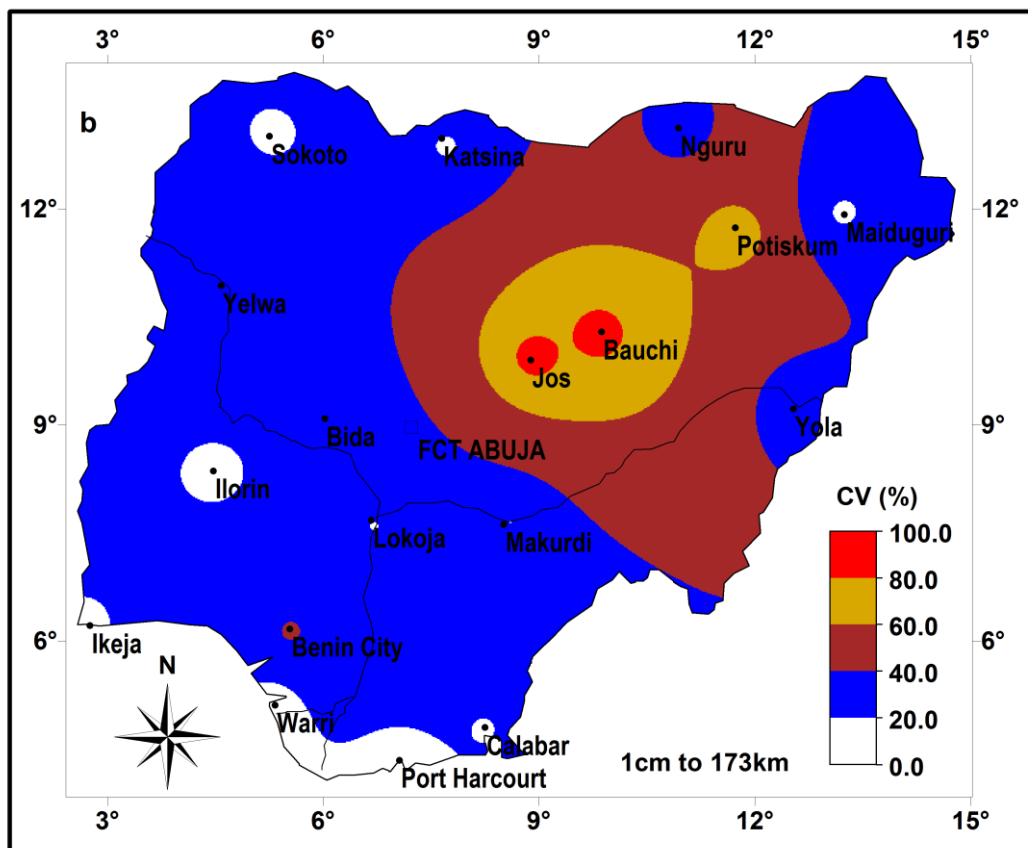 3° 6° 9° 12° 15°
b
Sokoto
Katsina
Nguru
12° 12°
Potiskum
Maiduguri
Yelwa
Bauchi
Jos
9° Bida FCT ABUJA Yola 9°
Ilorin
CV (%)
Lokoja
Makurdi
100.0
80.0
60.0
40.0
20.0
0.0
6° 6°
Ikeja
Benin City
N
Warri
Calabar
Port Harcourt
1cm to 173km
3° 6° 9° 12° 15°